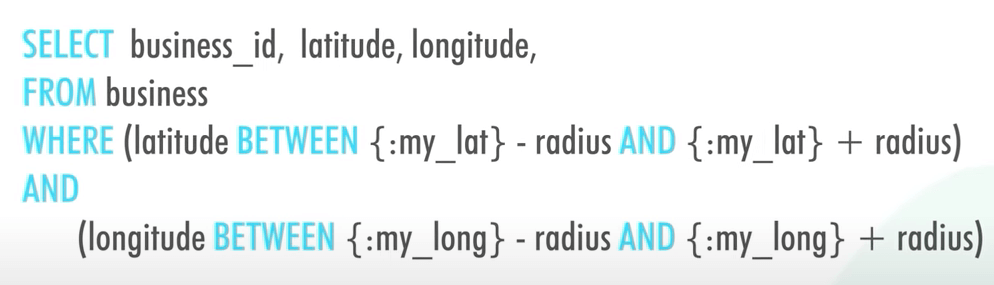 SELECT business_id, latitude, longitude,
FROM business
WHERE (latitude BETWEEN {:my_lat} - radius AND {:my_lat} + radius)
AND
(longitude BETWEEN {:my_long} - radius AND {:my_long} + radius)